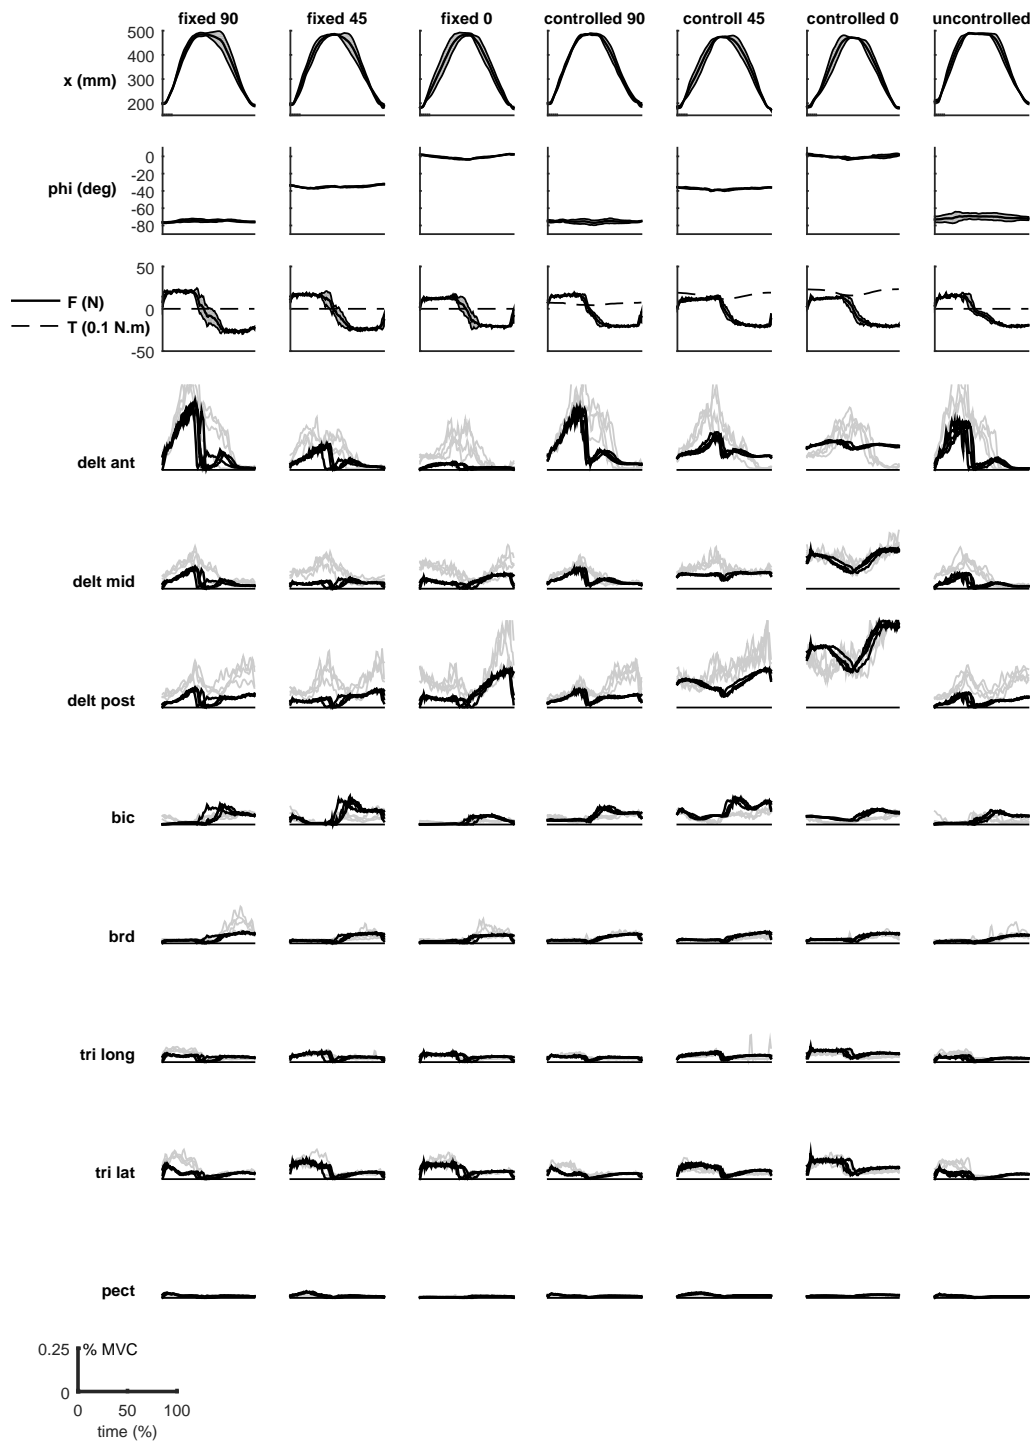 fixed 90 fixed 45 fixed 0 controlled 90 controll 45 controlled 0 uncontrolled
500
400
x (mm)
300
200
0
-20
phi (deg)
-40
-60
-80
50
F (N)
0
T (0.1 N.m)
-50
delt ant
delt mid
delt post
bic
brd
tri long
tri lat
pect
0.25 % MVC
0
0 50 100
time (%)